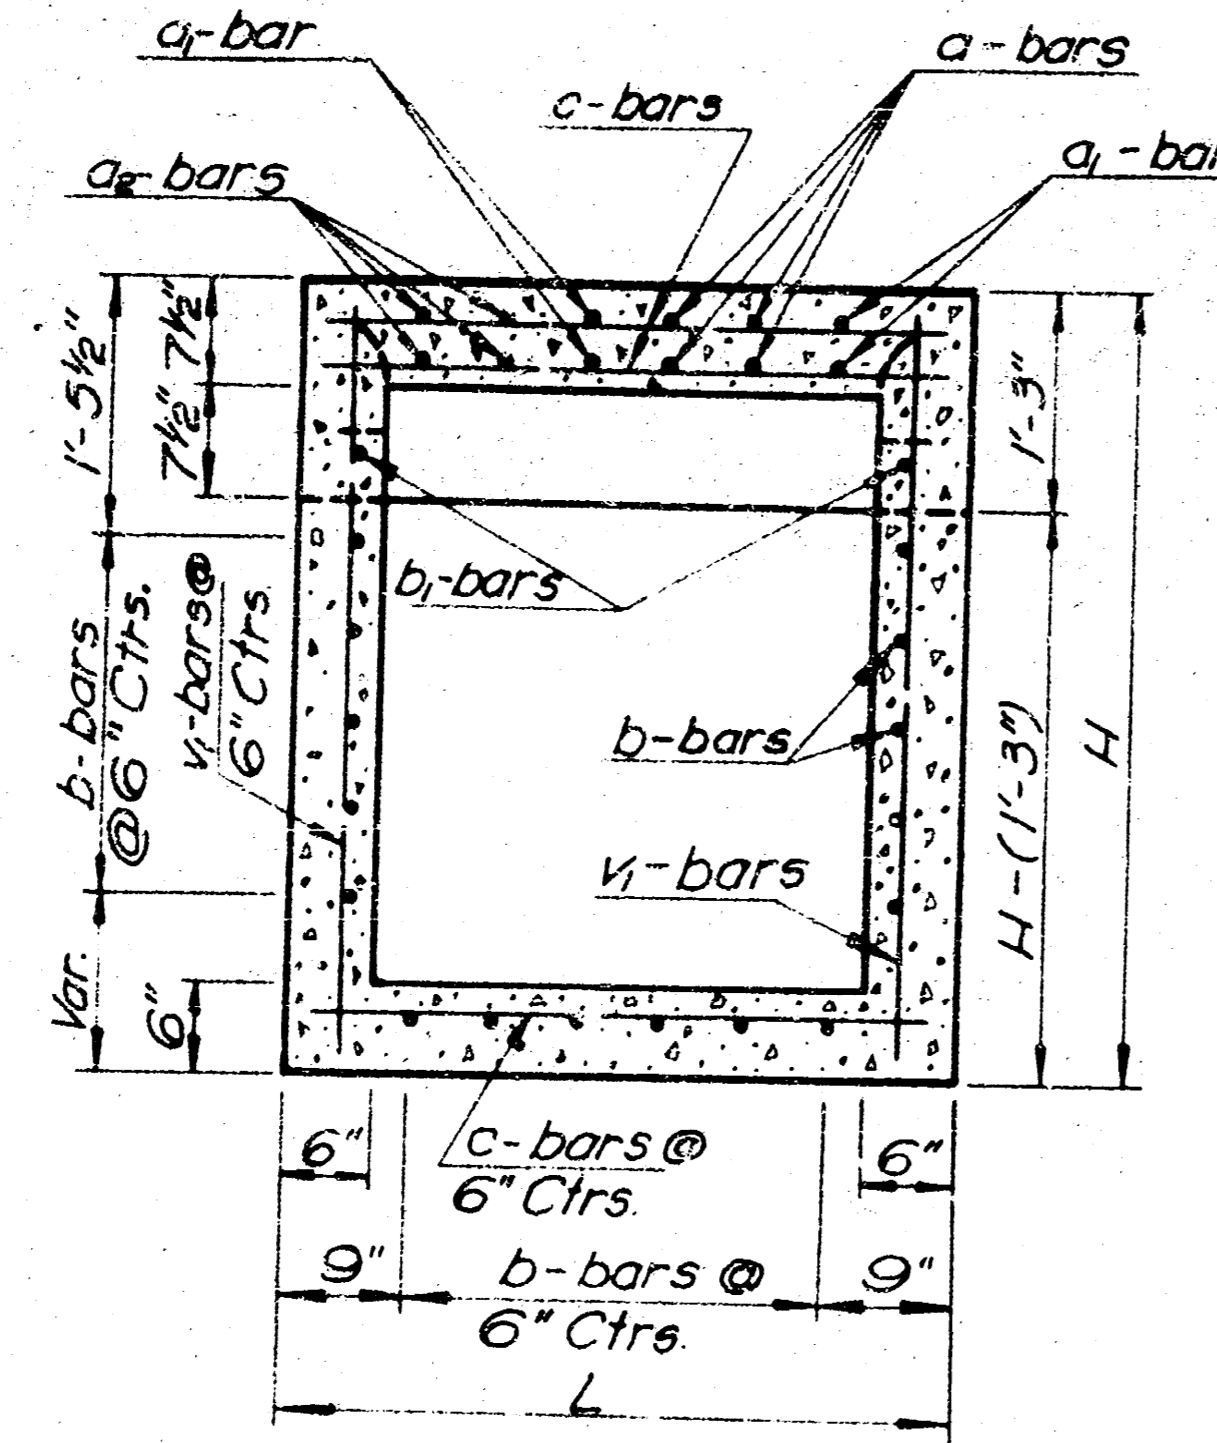 a₁-bar
a-bars
c-bars
a₁-bar
a₂-bars
1'-5½"
7½"
7½"
1'-3"
b₁-bars
b-bars
@6" Ctrs.
v₁-bars@
6" Ctrs.
b-bars
v₁-bars
H-(1'-3")
H
Var.
6"
6"
c-bars @
6" Ctrs.
6"
9"
b-bars @
6" Ctrs.
9"
L